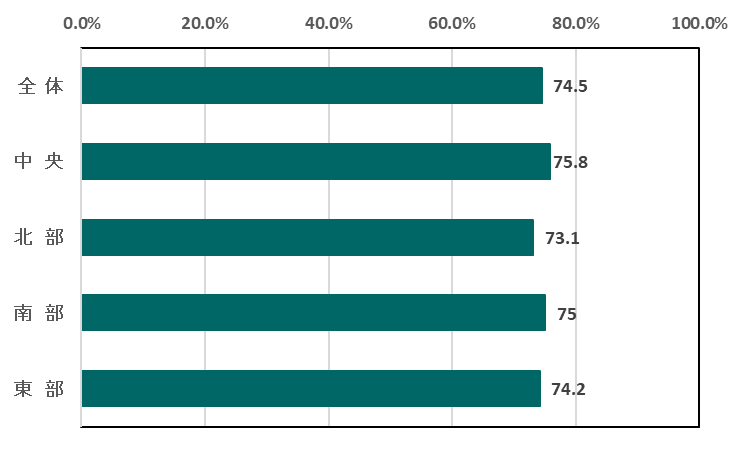 0.0% 20.0% 40.0% 60.0% 80.0% 100.0%
全 体 74.5
中 央 75.8
北 部 73.1
南 部 75
東 部 74.2